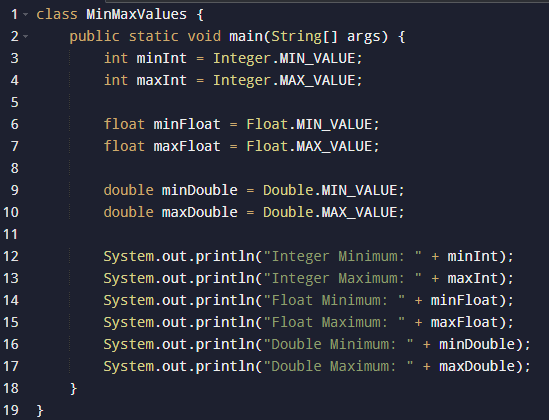 1 class MinMaxValues {
2     public static void main(String[] args) {
3         int minInt = Integer.MIN_VALUE;
4         int maxInt = Integer.MAX_VALUE;
5
6         float minFloat = Float.MIN_VALUE;
7         float maxFloat = Float.MAX_VALUE;
8
9         double minDouble = Double.MIN_VALUE;
10         double maxDouble = Double.MAX_VALUE;
11
12         System.out.println("Integer Minimum: " + minInt);
13         System.out.println("Integer Maximum: " + maxInt);
14         System.out.println("Float Minimum: " + minFloat);
15         System.out.println("Float Maximum: " + maxFloat);
16         System.out.println("Double Minimum: " + minDouble);
17         System.out.println("Double Maximum: " + maxDouble);
18     }
19 }